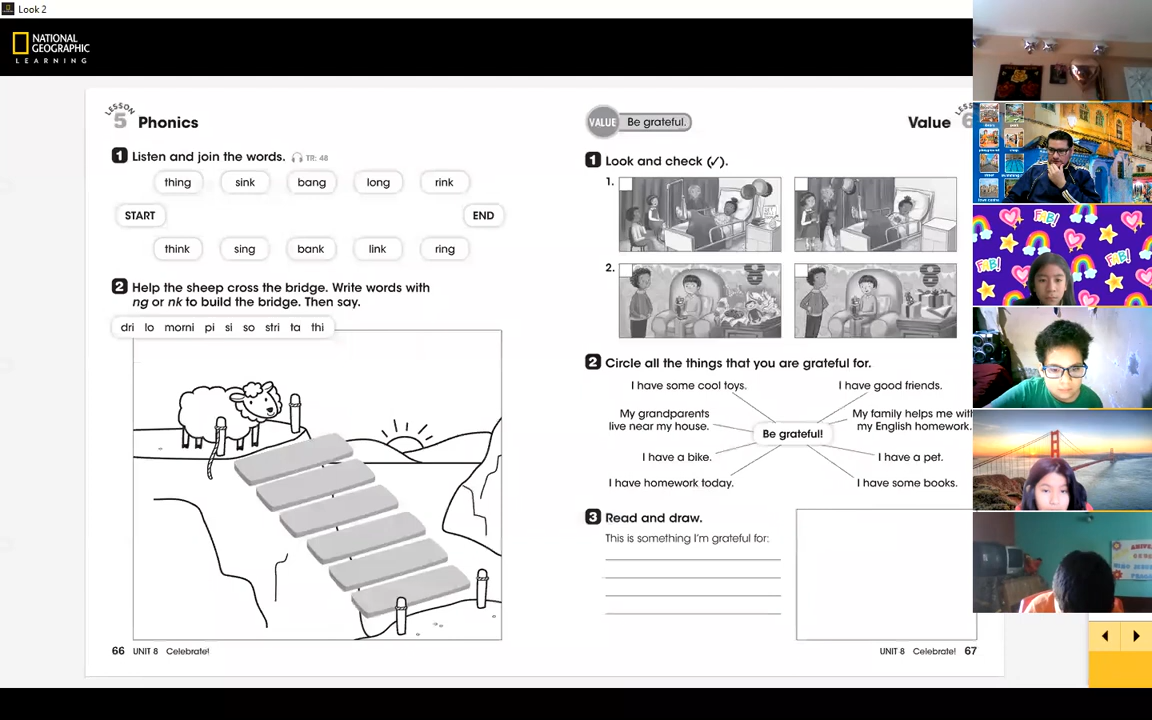 Look 2
NATIONAL
GEOGRAPHIC
LEARNING
LESSON
5 Phonics
1 Listen and join the words. TR: 48
thing sink bang long rink
START END
think sing bank link ring
2 Help the sheep cross the bridge. Write words with
ng or nk to build the bridge. Then say.
dri lo morni pi si so stri ta thi
66 UNIT 8 Celebrate!
VALUE Be grateful.
Value
1 Look and check (✓).
1.
2.
2 Circle all the things that you are grateful for.
I have some cool toys. I have good friends.
My grandparents
live near my house.
My family helps me with
my English homework.
Be grateful!
I have a bike. I have a pet.
I have homework today. I have some books.
3 Read and draw.
This is something I'm grateful for:
UNIT 8 Celebrate! 67
FAB!
FAB!
FAB!